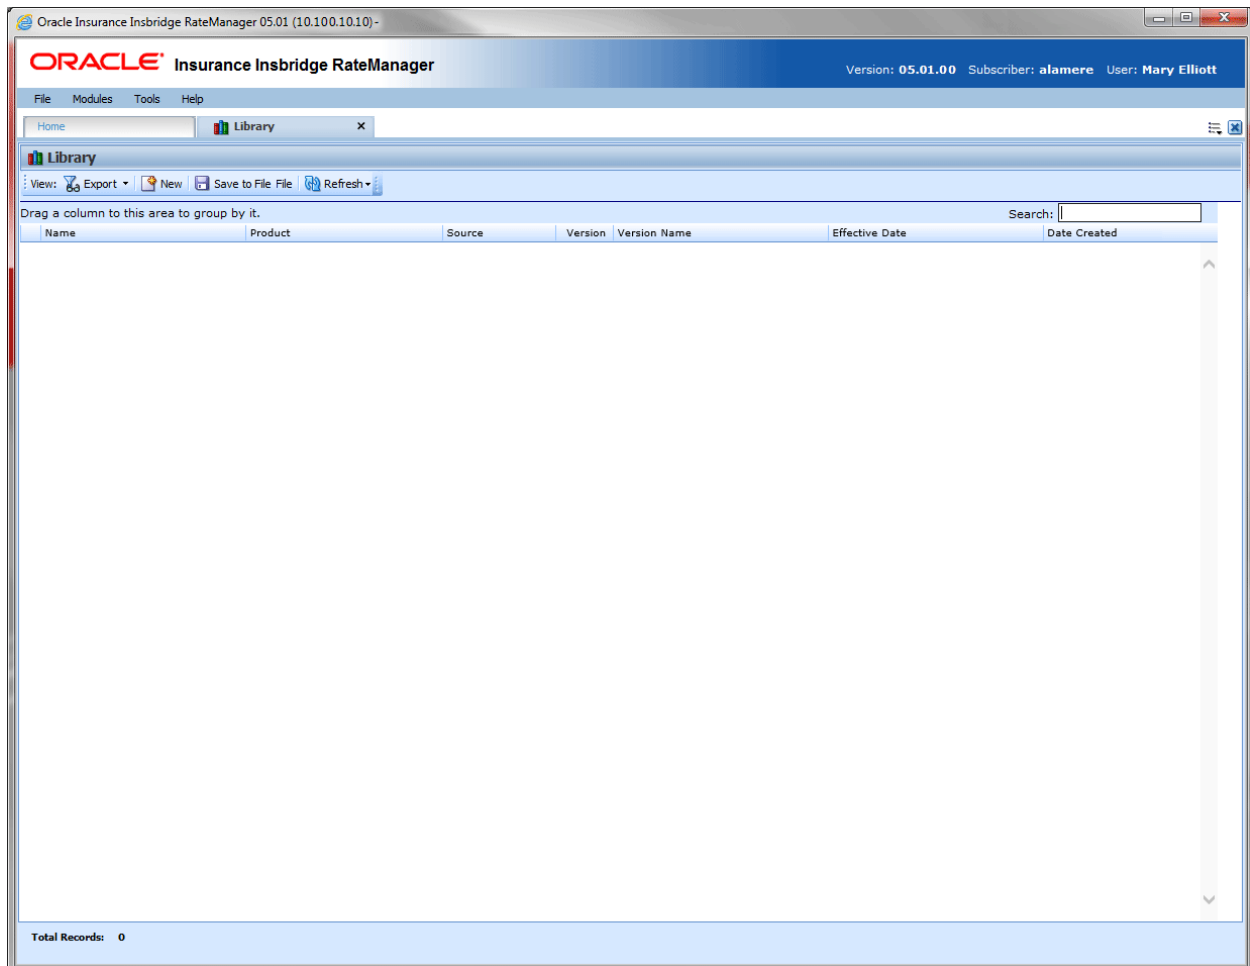 Oracle Insurance Insbridge RateManager 05.01 (10.100.10.10) -
ORACLE® Insurance Insbridge RateManager
Version: 05.01.00 Subscriber: alamere User: Mary Elliott
File Modules Tools Help
Home Library
Library
View: Export New Save to File File Refresh
Drag a column to this area to group by it. Search:
Name Product Source Version Version Name Effective Date Date Created
Total Records: 0